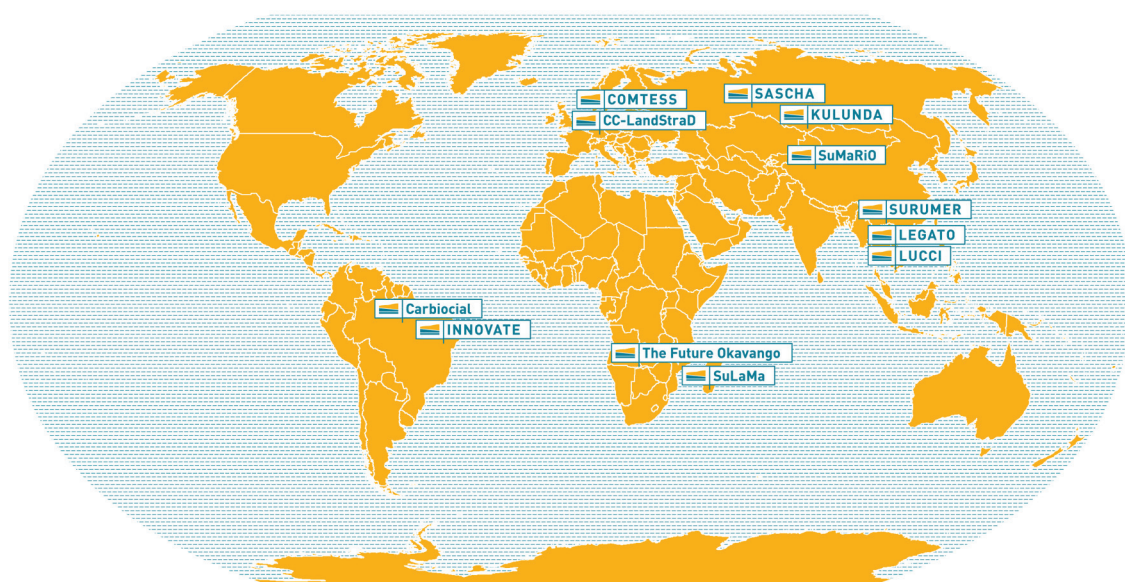 COMTESS
SASCHA
CC-LandStraD
KULUNDA
SuMaRiO
SURUMER
LEGATO
LUCCI
Carbiocial
INNOVATE
The Future Okavango
SuLaMa